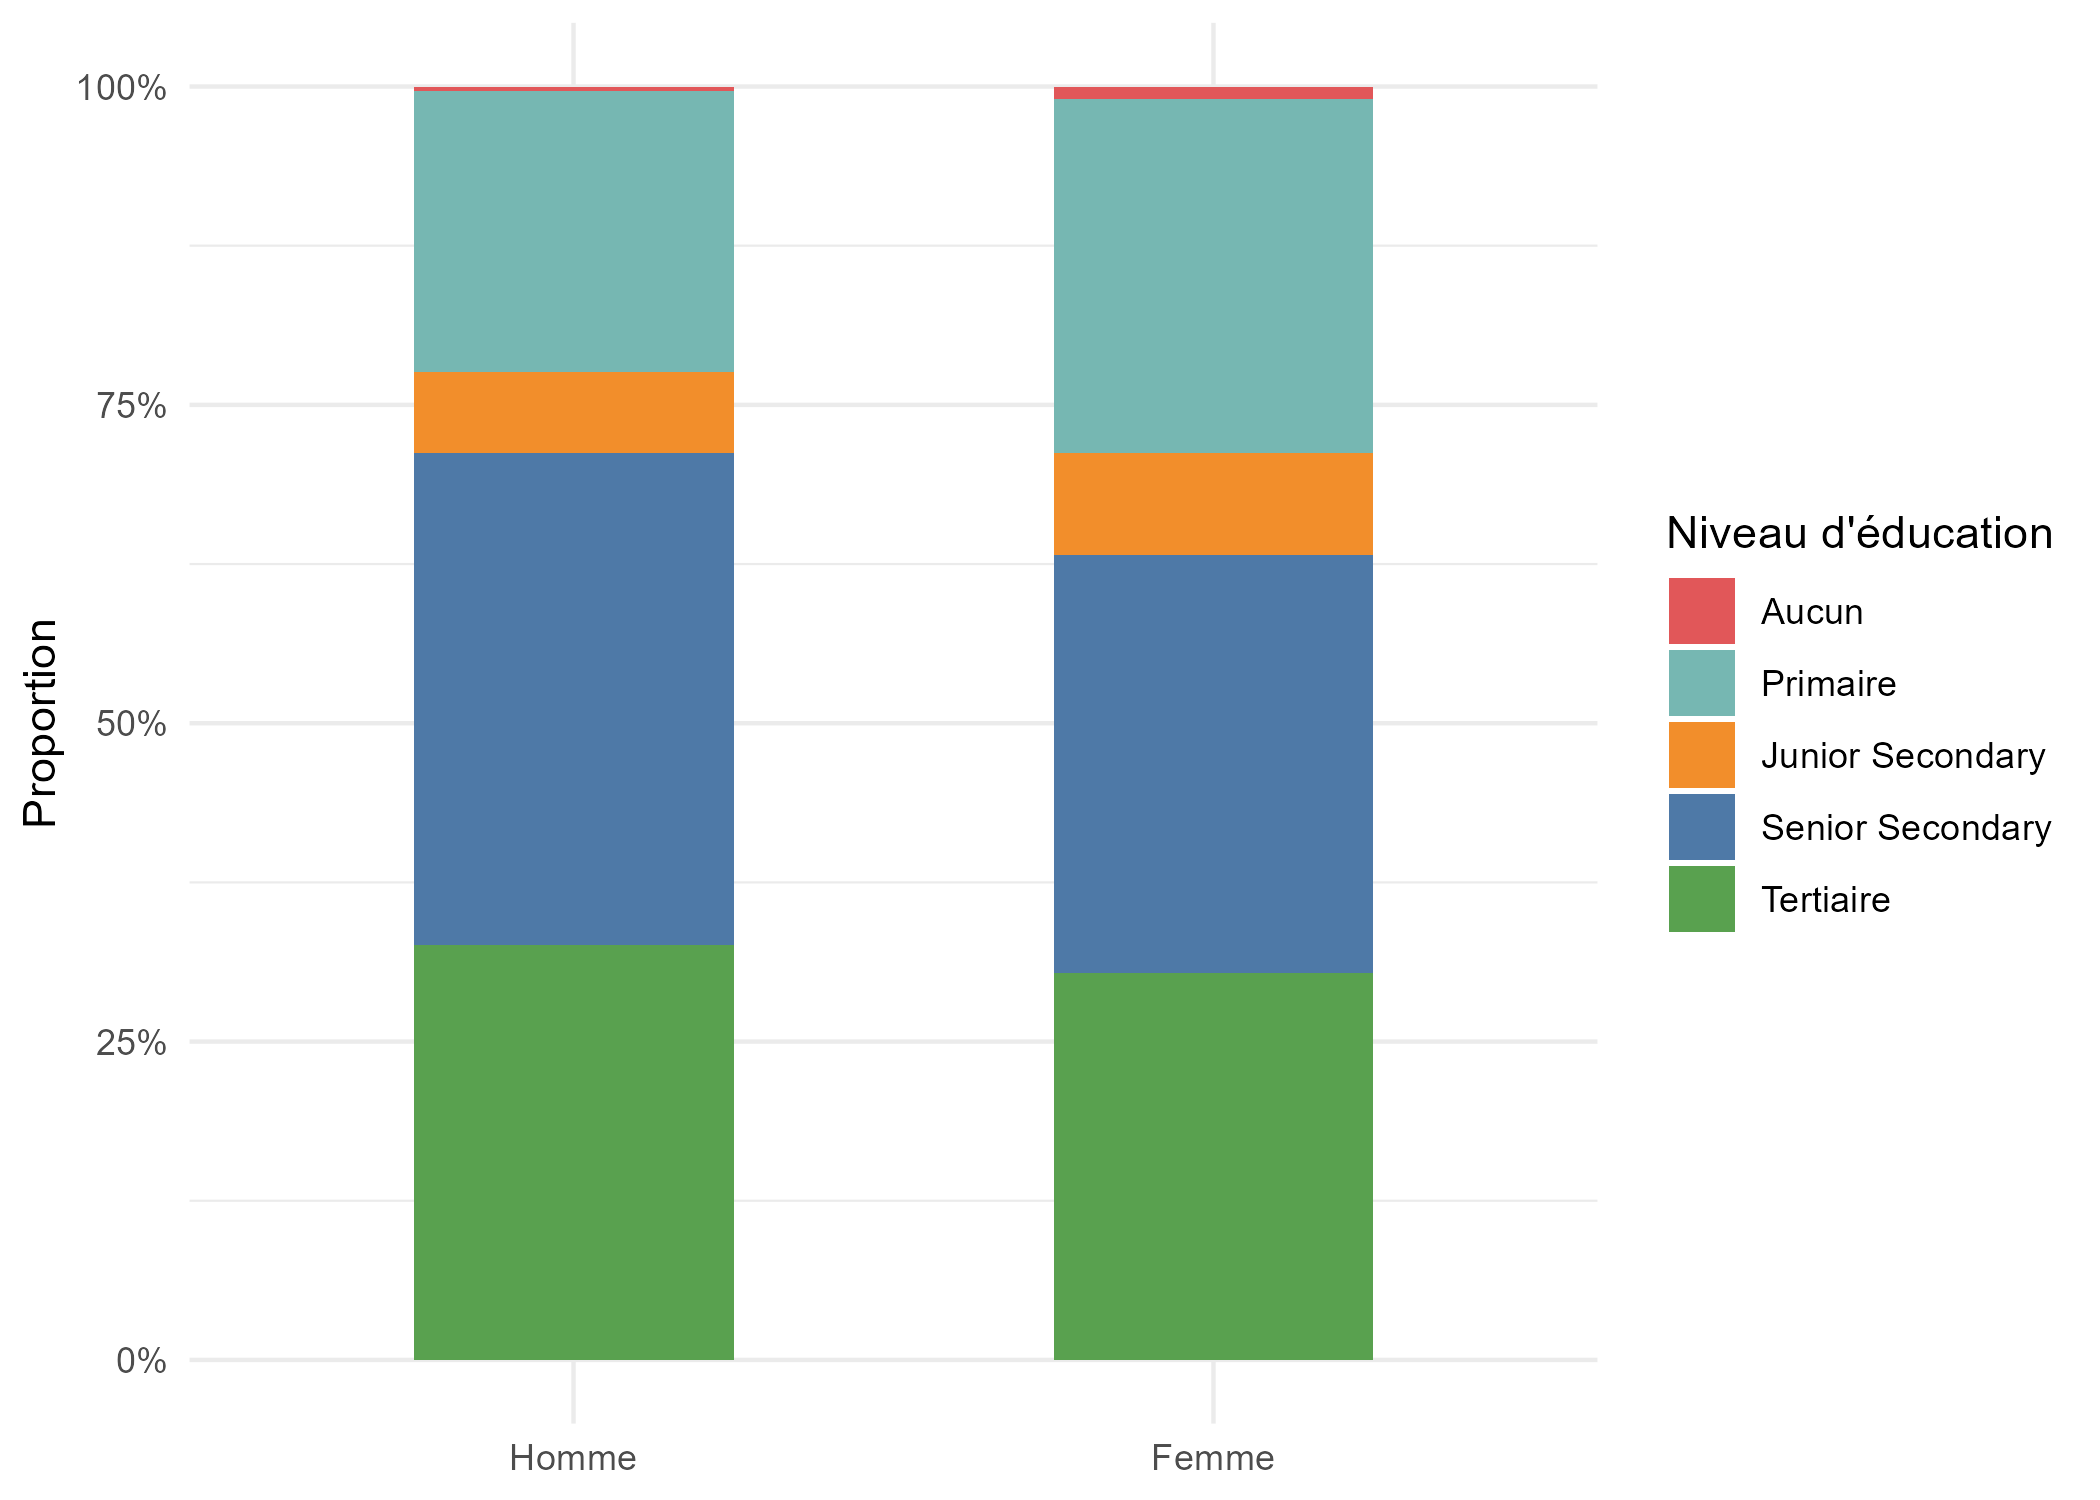 100%
75%
50%
25%
0%
Proportion
Homme
Femme
Niveau d'éducation
Aucun
Primaire
Junior Secondary
Senior Secondary
Tertiaire